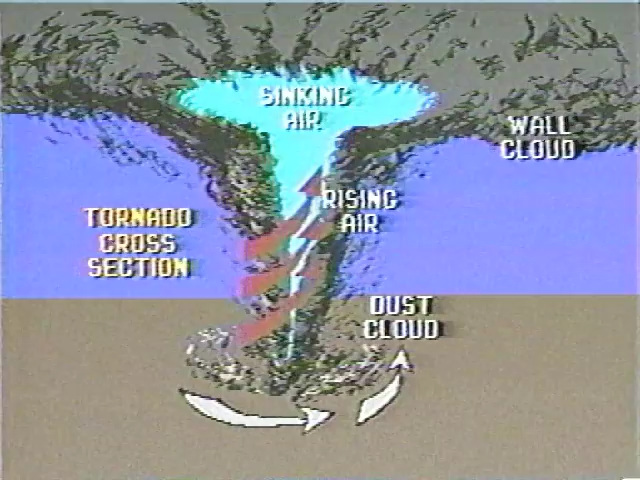 SINKING
AIR
WALL
CLOUD
RISING
AIR
TORNADO
CROSS
SECTION
DUST
CLOUD